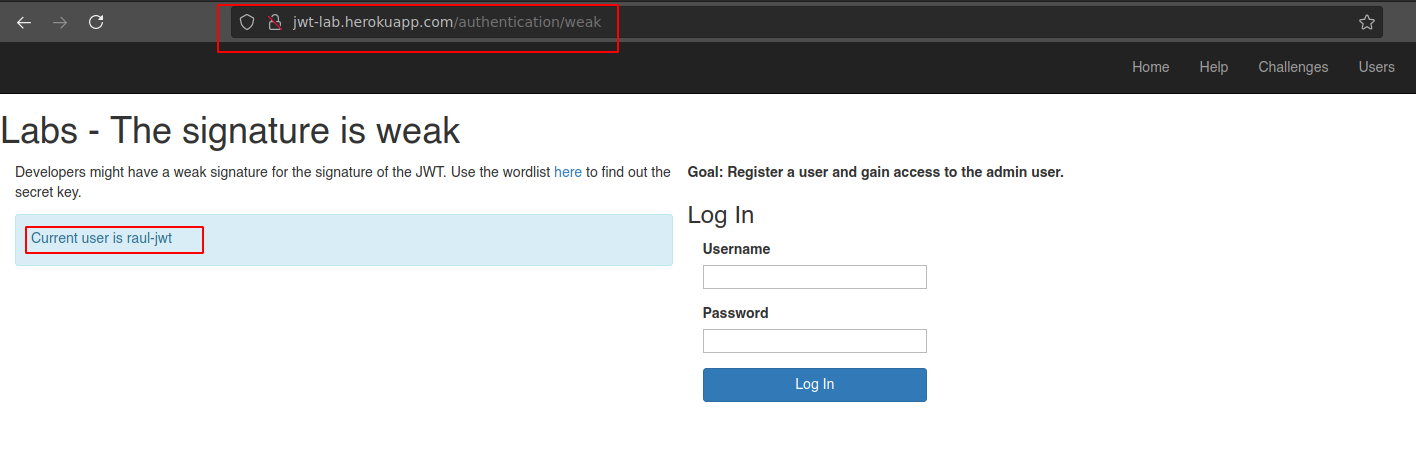 jwt-lab.herokuapp.com/authentication/weak
Home Help Challenges Users
Labs - The signature is weak
Developers might have a weak signature for the signature of the JWT. Use the wordlist here to find out the
secret key.
Current user is raul-jwt
Goal: Register a user and gain access to the admin user.
Log In
Username
Password
Log In